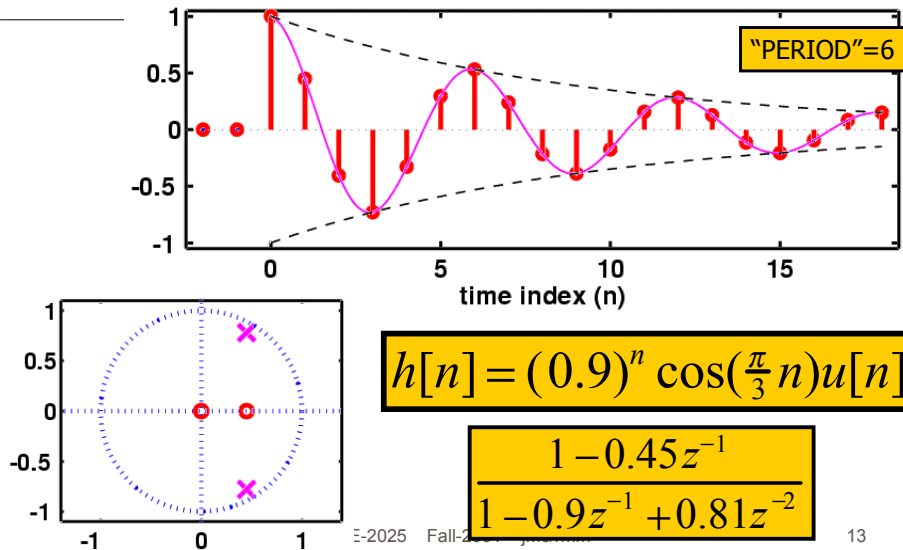 1
0.5
0
-0.5
-1
"PERIOD"=6
0 5 10 15
time index (n)
1
0.5
0
-0.5
-1
-1 0 1
h[n] = (0.9)^n cos(π/3 n)u[n]
1−0.45z^−1
1−0.9z^−1 +0.81z^−2
E-2025 Fall-2
13